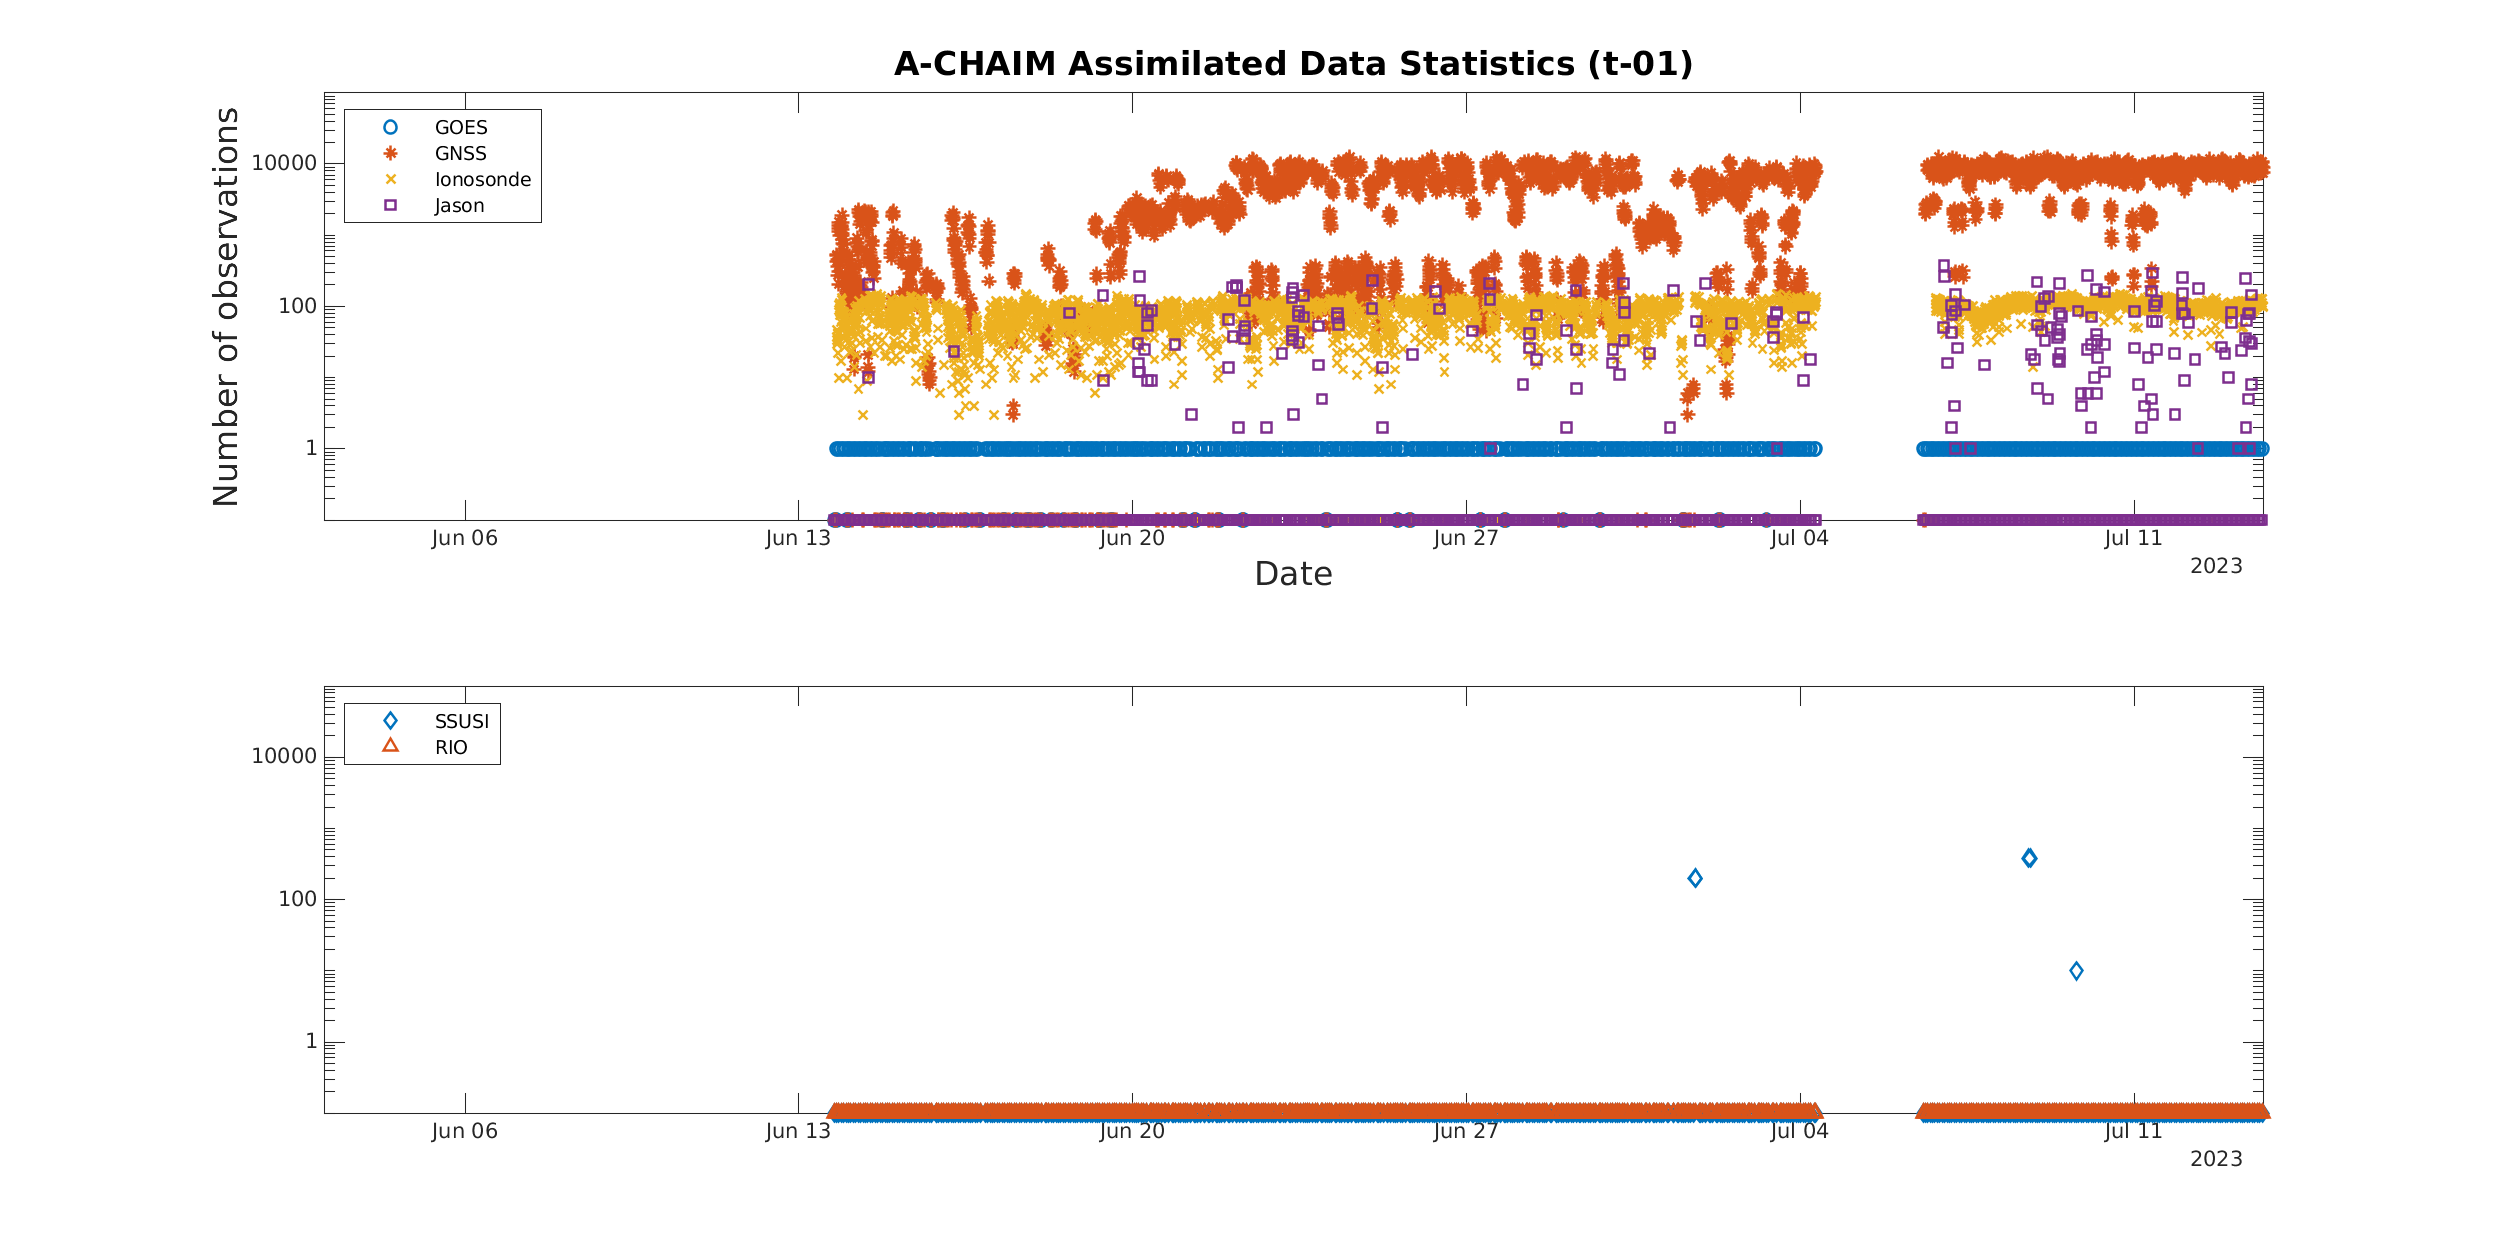 A-CHAIM Assimilated Data Statistics (t-01)
GOES
GNSS
Ionosonde
Jason
Number of observations
10000
100
1
Jun 06
Jun 13
Jun 20
Jun 27
Jul 04
Jul 11
2023
Date
SSUSI
RIO
10000
100
1
Jun 06
Jun 13
Jun 20
Jun 27
Jul 04
Jul 11
2023